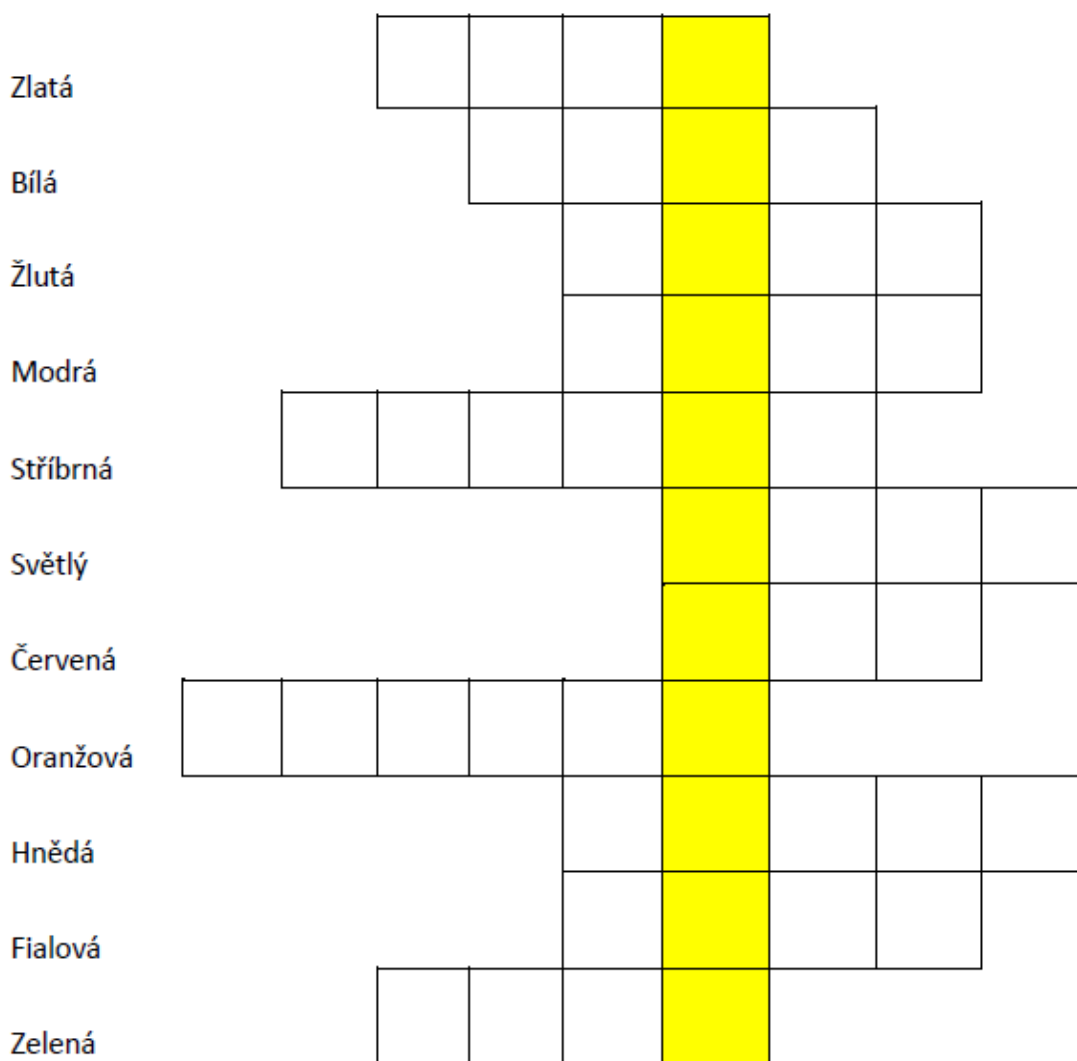 Zlatá
Bílá
Žlutá
Modrá
Stříbrná
Světlý
Červená
Oranžová
Hnědá
Fialová
Zelená